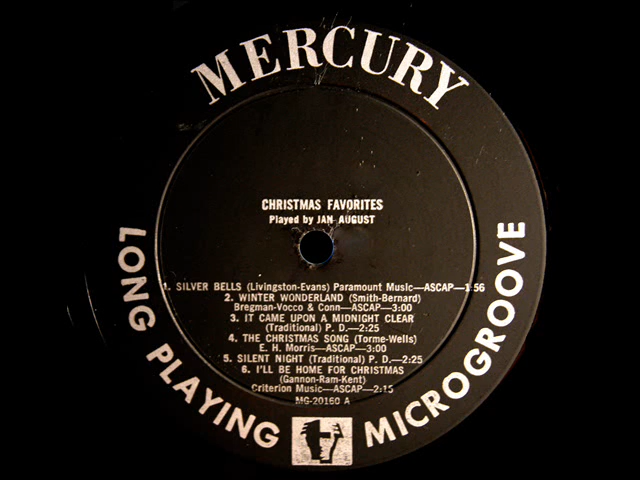 MERCURY
CHRISTMAS FAVORITES
Played by JAN AUGUST
1. SILVER BELLS (Livingston-Evans) Paramount Music—ASCAP—1:56
2. WINTER WONDERLAND (Smith-Bernard)
Bregman-Vocco & Conn—ASCAP—3:00
3. IT CAME UPON A MIDNIGHT CLEAR
(Traditional) P. D.—2:25
4. THE CHRISTMAS SONG (Torme-Wells)
E. H. Morris—ASCAP—3:00
5. SILENT NIGHT (Traditional) P. D.—2:25
6. I'LL BE HOME FOR CHRISTMAS
(Gannon-Ram-Kent)
Criterion Music—ASCAP—2:15
MG-20160 A
LONG PLAYING
MICROGROOVE